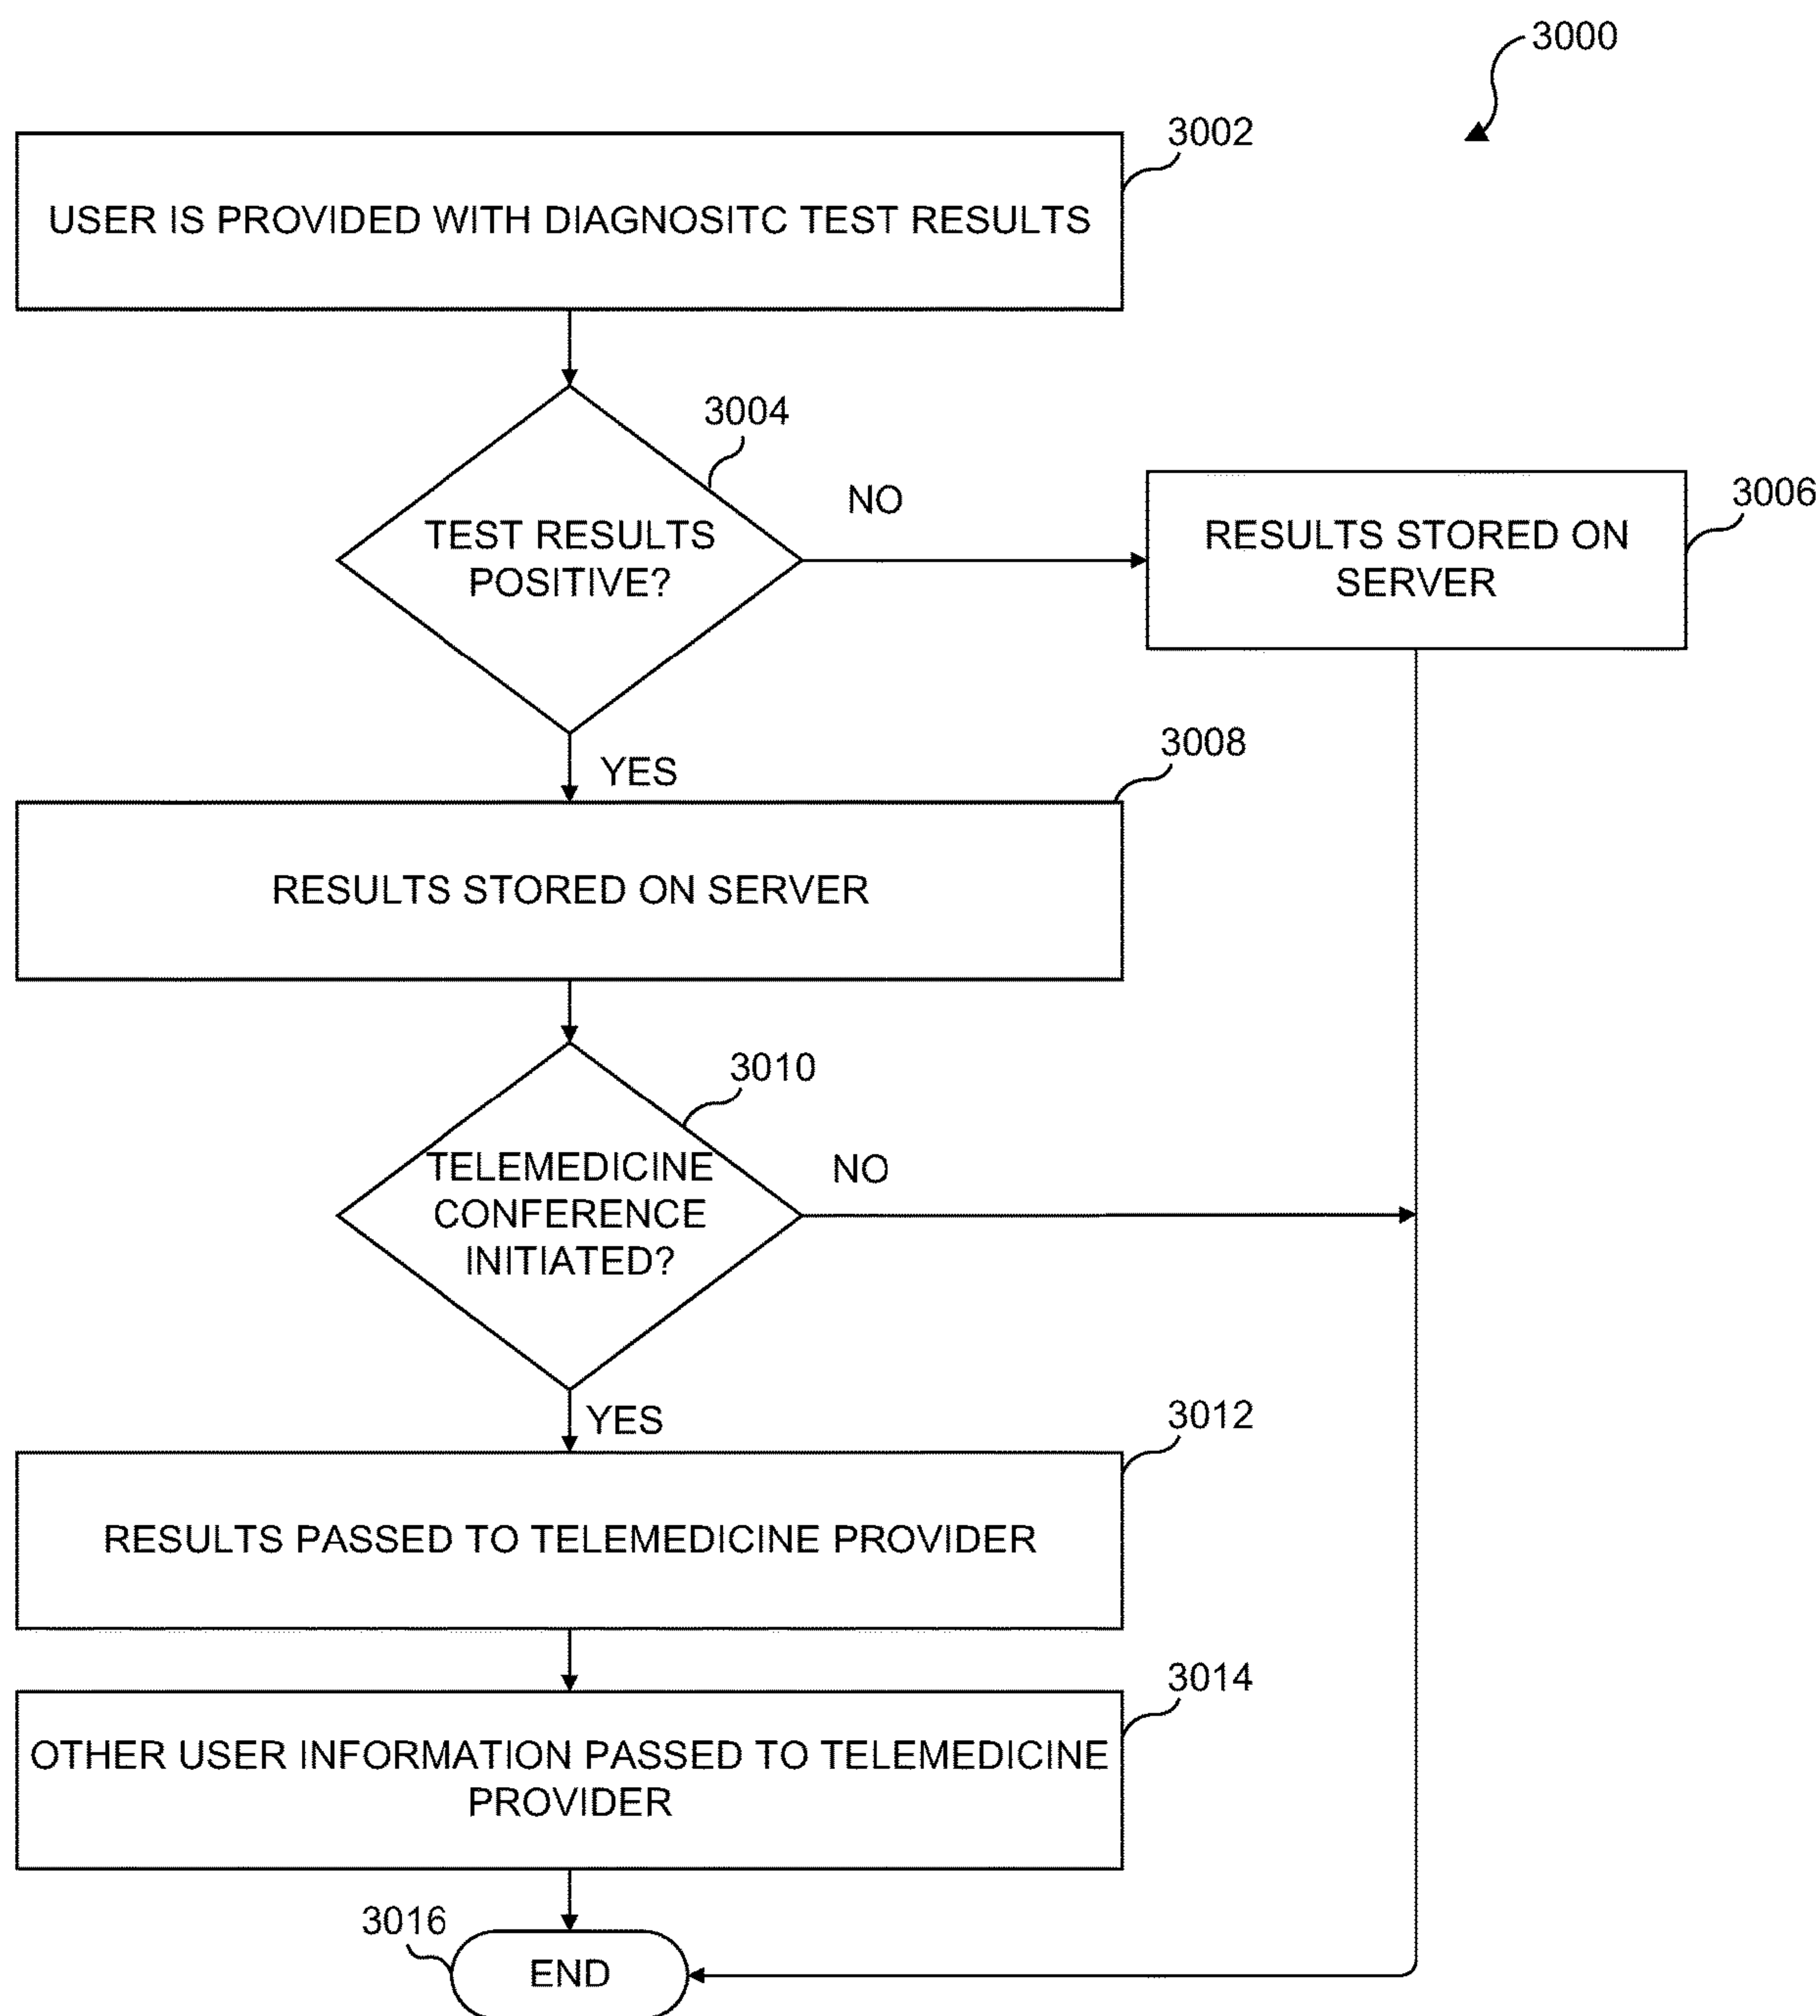 3000
3002
USER IS PROVIDED WITH DIAGNOSITC TEST RESULTS
3004
TEST RESULTS
POSITIVE?
NO
3006
RESULTS STORED ON
SERVER
YES
3008
RESULTS STORED ON SERVER
3010
TELEMEDICINE
CONFERENCE
INITIATED?
NO
YES
3012
RESULTS PASSED TO TELEMEDICINE PROVIDER
3014
OTHER USER INFORMATION PASSED TO TELEMEDICINE
PROVIDER
3016
END